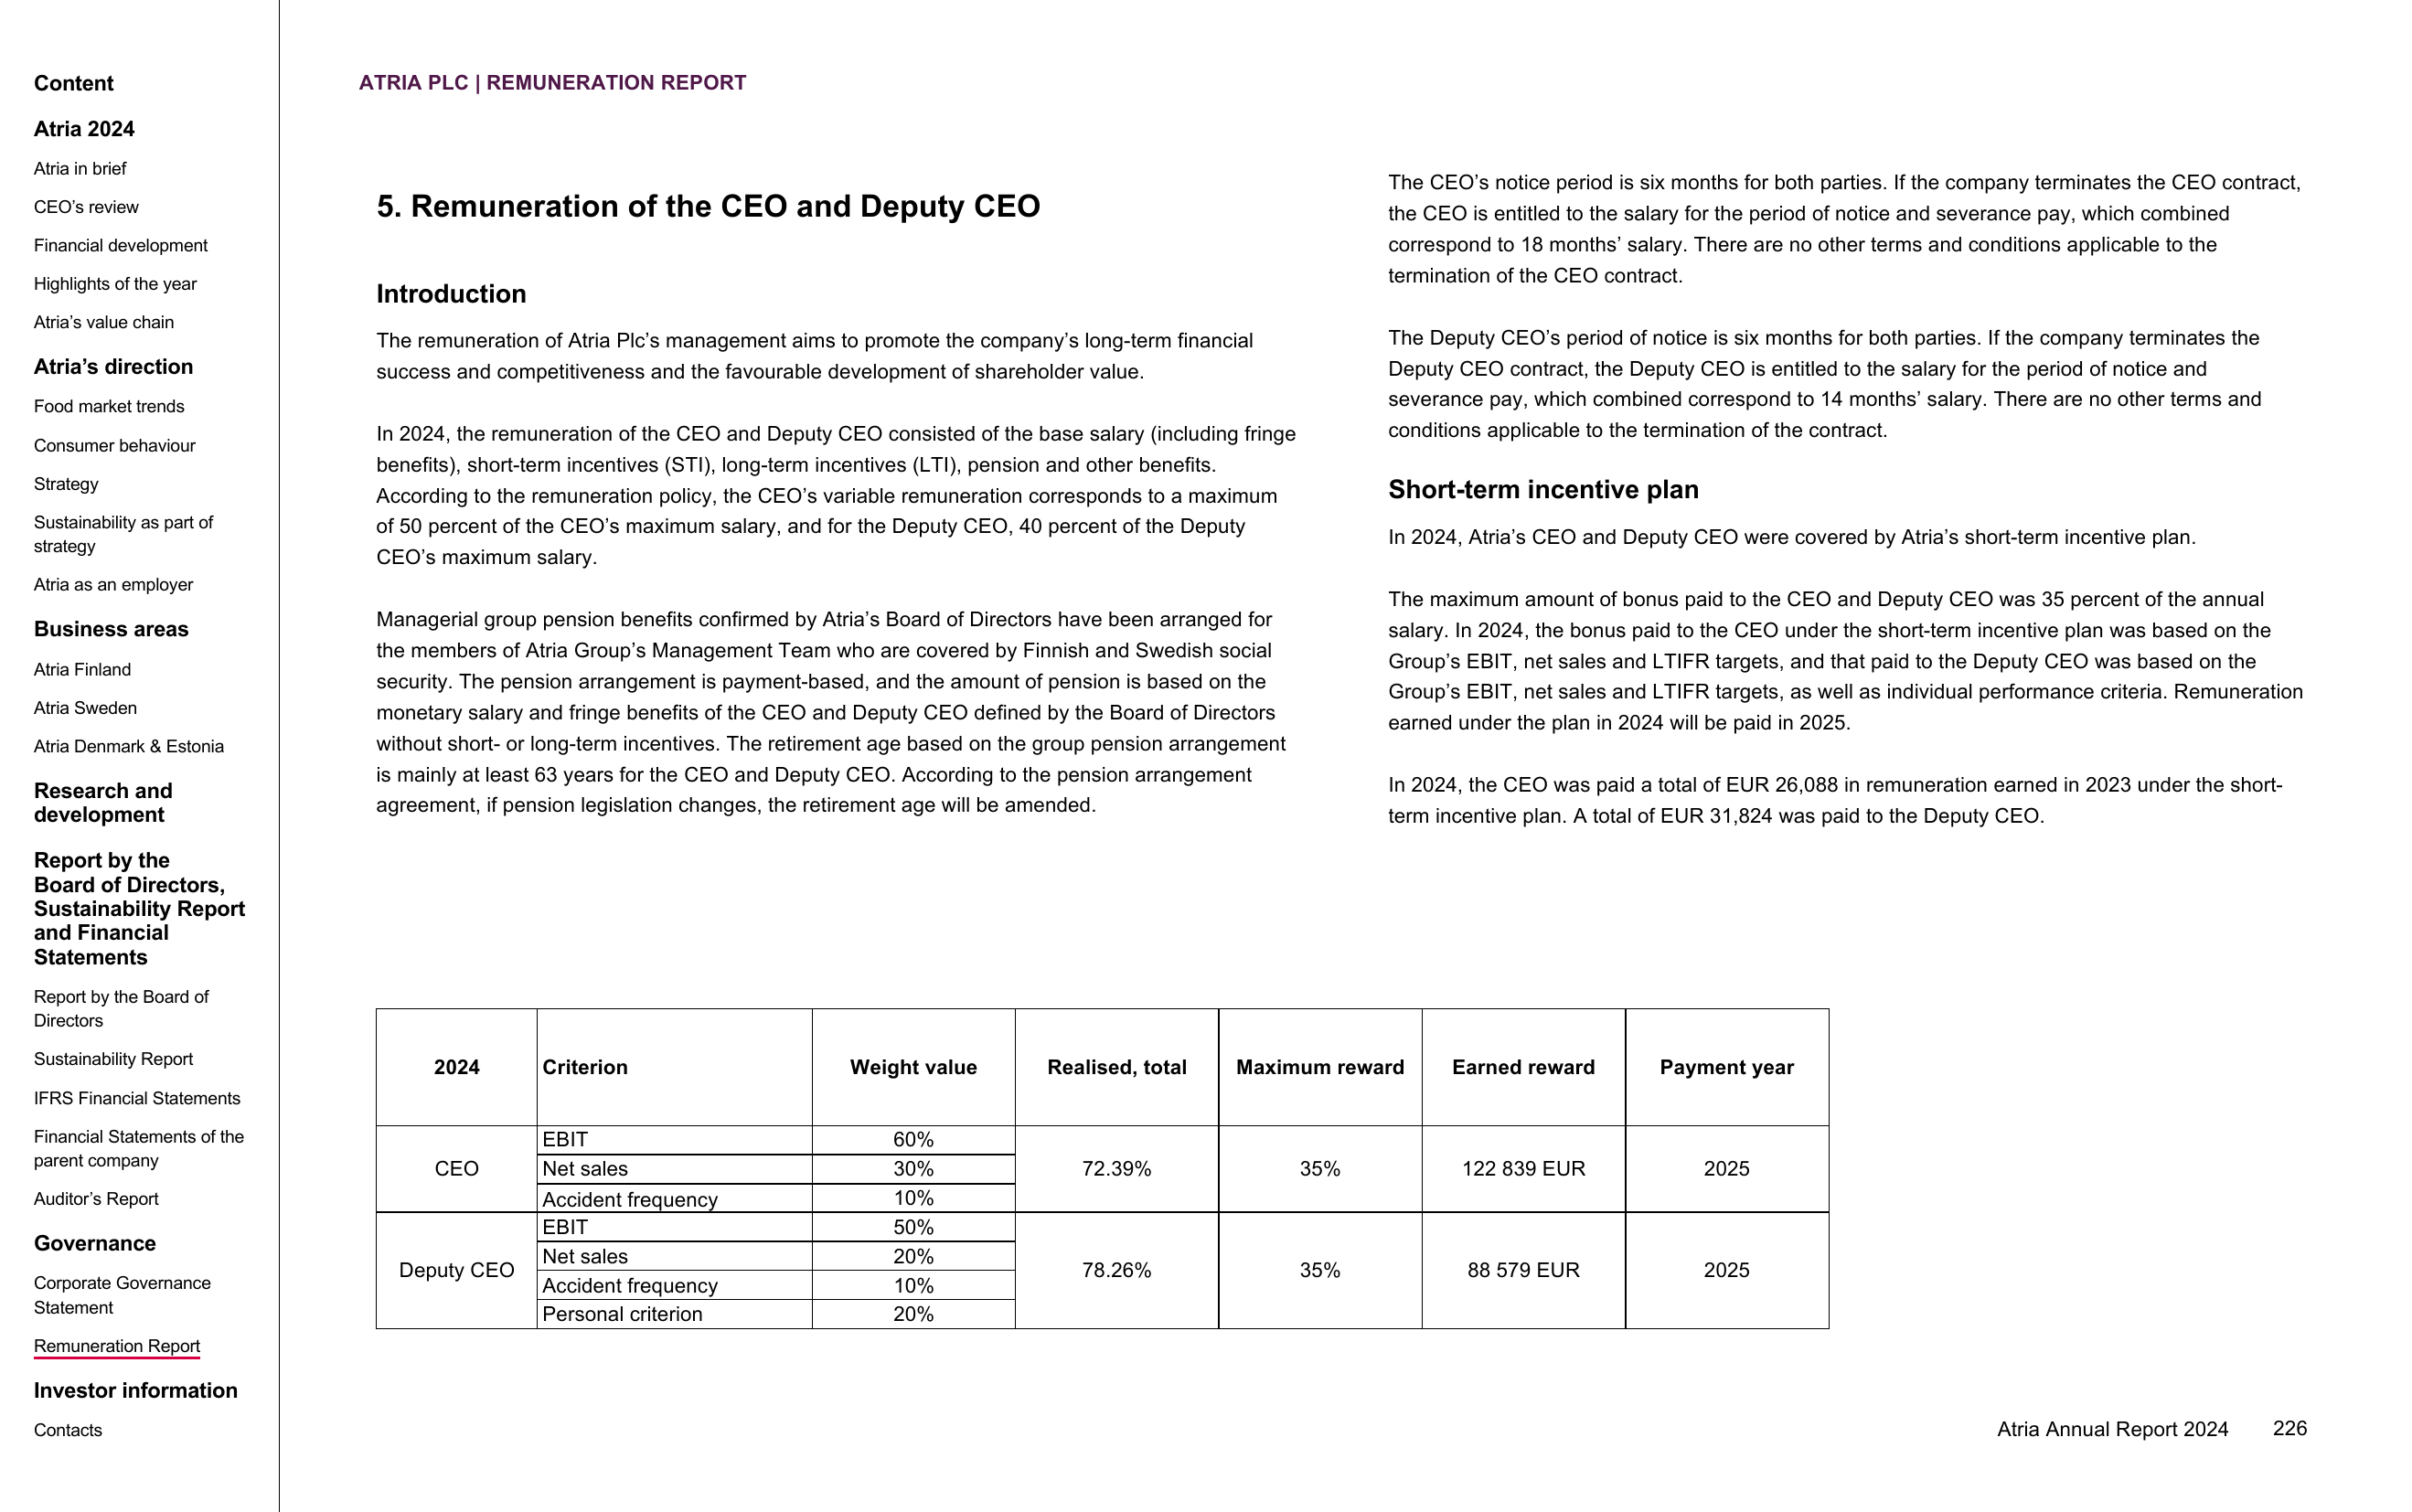 Content
Atria 2024
Atria in brief
CEO’s review
Financial development
Highlights of the year
Atria’s value chain
Atria’s direction
Food market trends
Consumer behaviour
Strategy
Sustainability as part of
strategy
Atria as an employer
Business areas
Atria Finland
Atria Sweden
Atria Denmark & Estonia
Research and
development
Report by the
Board of Directors,
Sustainability Report
and Financial
Statements
Report by the Board of
Directors
Sustainability Report
IFRS Financial Statements
Financial Statements of the
parent company
Auditor’s Report
Governance
Corporate Governance
Statement
Remuneration Report
Investor information
Contacts
ATRIA PLC | REMUNERATION REPORT
5. Remuneration of the CEO and Deputy CEO
Introduction
The remuneration of Atria Plc’s management aims to promote the company’s long-term financial
success and competitiveness and the favourable development of shareholder value.
In 2024, the remuneration of the CEO and Deputy CEO consisted of the base salary (including fringe
benefits), short-term incentives (STI), long-term incentives (LTI), pension and other benefits.
According to the remuneration policy, the CEO’s variable remuneration corresponds to a maximum
of 50 percent of the CEO’s maximum salary, and for the Deputy CEO, 40 percent of the Deputy
CEO’s maximum salary.
Managerial group pension benefits confirmed by Atria’s Board of Directors have been arranged for
the members of Atria Group’s Management Team who are covered by Finnish and Swedish social
security. The pension arrangement is payment-based, and the amount of pension is based on the
monetary salary and fringe benefits of the CEO and Deputy CEO defined by the Board of Directors
without short- or long-term incentives. The retirement age based on the group pension arrangement
is mainly at least 63 years for the CEO and Deputy CEO. According to the pension arrangement
agreement, if pension legislation changes, the retirement age will be amended.
The CEO’s notice period is six months for both parties. If the company terminates the CEO contract,
the CEO is entitled to the salary for the period of notice and severance pay, which combined
correspond to 18 months’ salary. There are no other terms and conditions applicable to the
termination of the CEO contract.
The Deputy CEO’s period of notice is six months for both parties. If the company terminates the
Deputy CEO contract, the Deputy CEO is entitled to the salary for the period of notice and
severance pay, which combined correspond to 14 months’ salary. There are no other terms and
conditions applicable to the termination of the contract.
Short-term incentive plan
In 2024, Atria’s CEO and Deputy CEO were covered by Atria’s short-term incentive plan.
The maximum amount of bonus paid to the CEO and Deputy CEO was 35 percent of the annual
salary. In 2024, the bonus paid to the CEO under the short-term incentive plan was based on the
Group’s EBIT, net sales and LTIFR targets, and that paid to the Deputy CEO was based on the
Group’s EBIT, net sales and LTIFR targets, as well as individual performance criteria. Remuneration
earned under the plan in 2024 will be paid in 2025.
In 2024, the CEO was paid a total of EUR 26,088 in remuneration earned in 2023 under the short-
term incentive plan. A total of EUR 31,824 was paid to the Deputy CEO.
2024 Criterion Weight value Realised, total Maximum reward Earned reward Payment year
EBIT 60%
CEO Net sales 30% 72.39% 35% 122 839 EUR 2025
Accident frequency 10%
EBIT 50%
Net sales 20%
Deputy CEO 78.26% 35% 88 579 EUR 2025
Accident frequency 10%
Personal criterion 20%
Atria Annual Report 2024 226